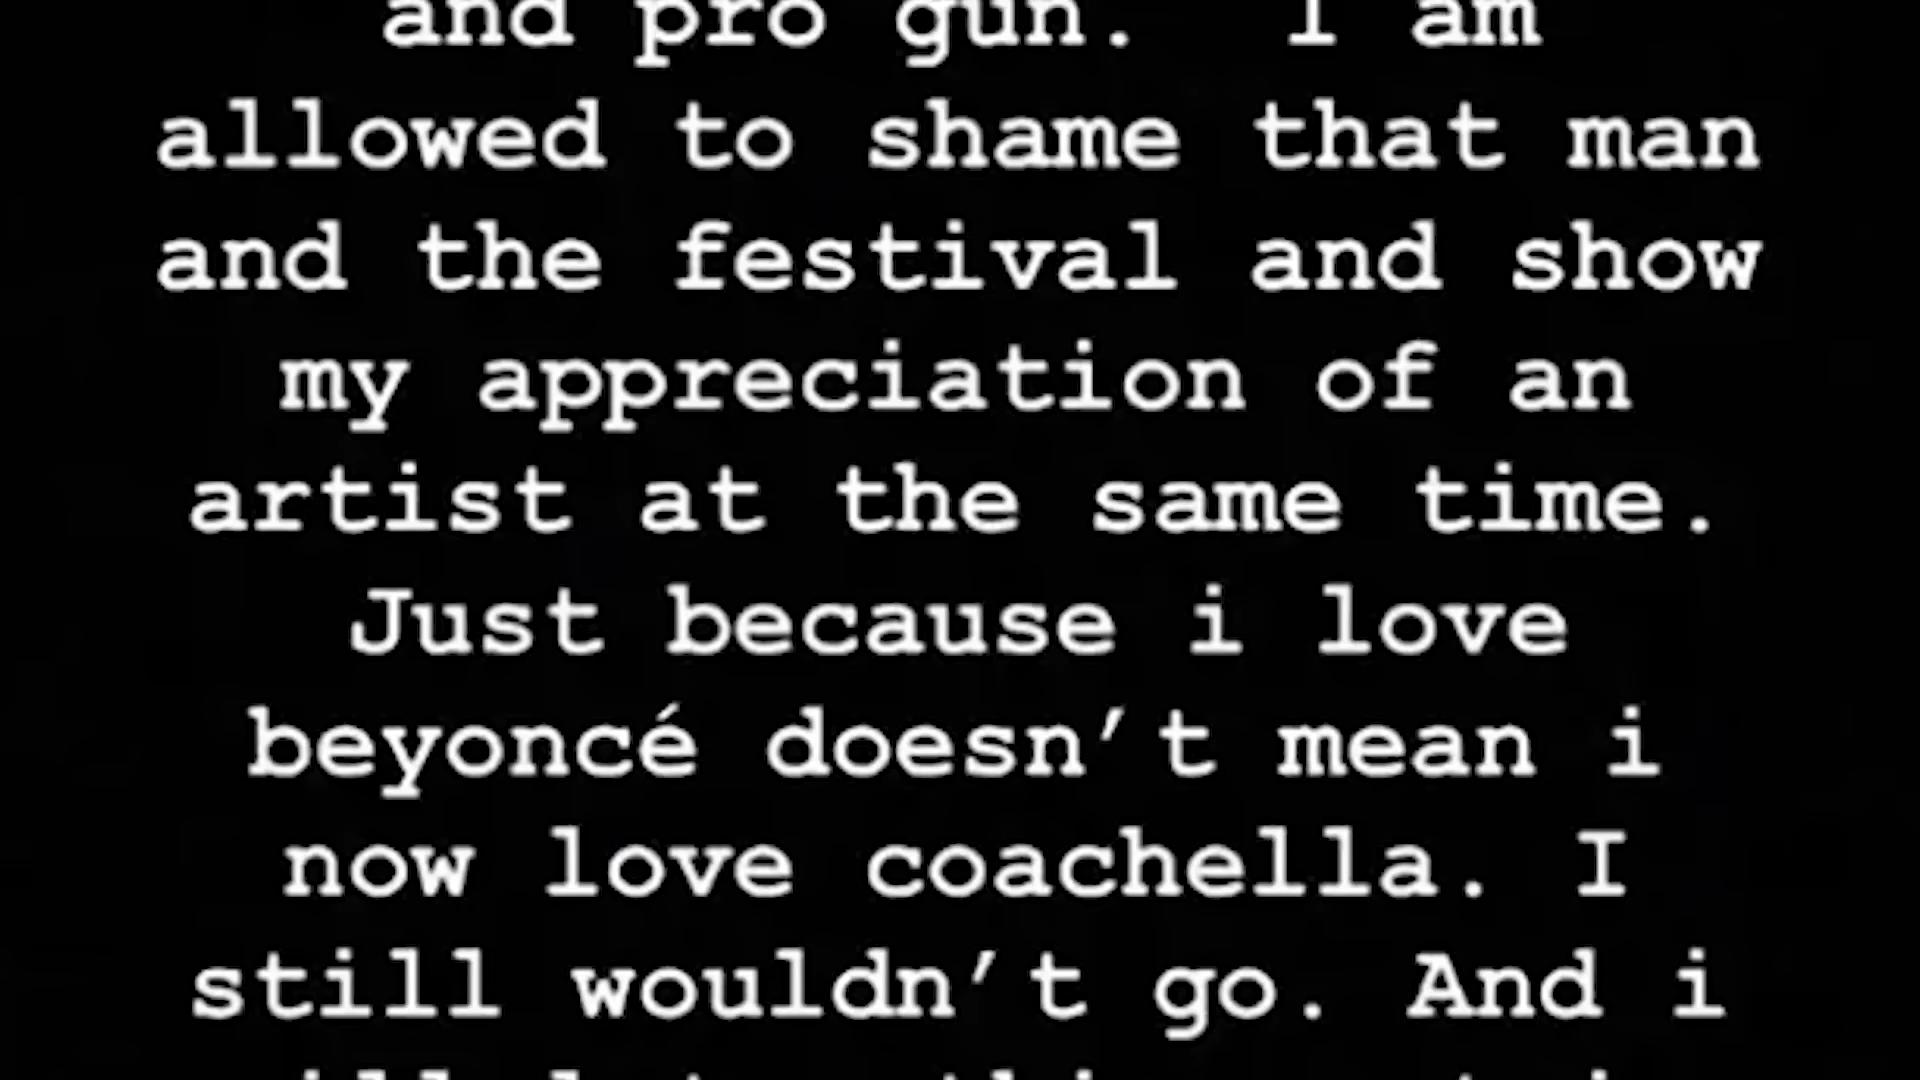 and pro gun.  I am
allowed to shame that man
and the festival and show
my appreciation of an
artist at the same time.
Just because i love
beyoncé doesn’t mean i
now love coachella. I
still wouldn’t go. And i